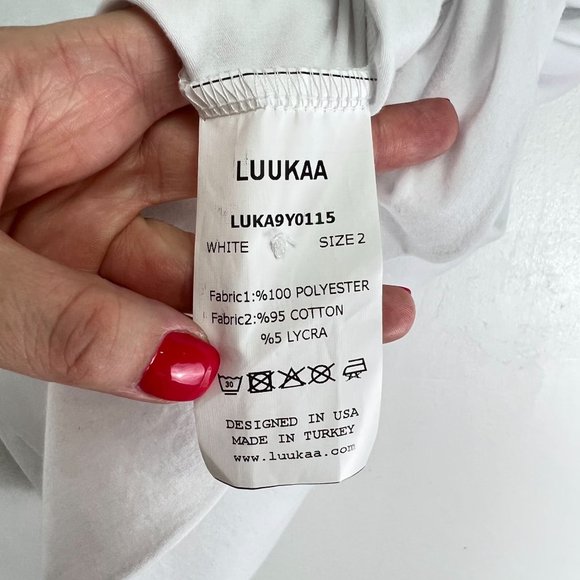 LUUKAA
LUKA9Y0115
WHITE SIZE 2
Fabric1:%100 POLYESTER
Fabric2:%95 COTTON
%5 LYCRA
30
DESIGNED IN USA
MADE IN TURKEY
www.luukaa.com